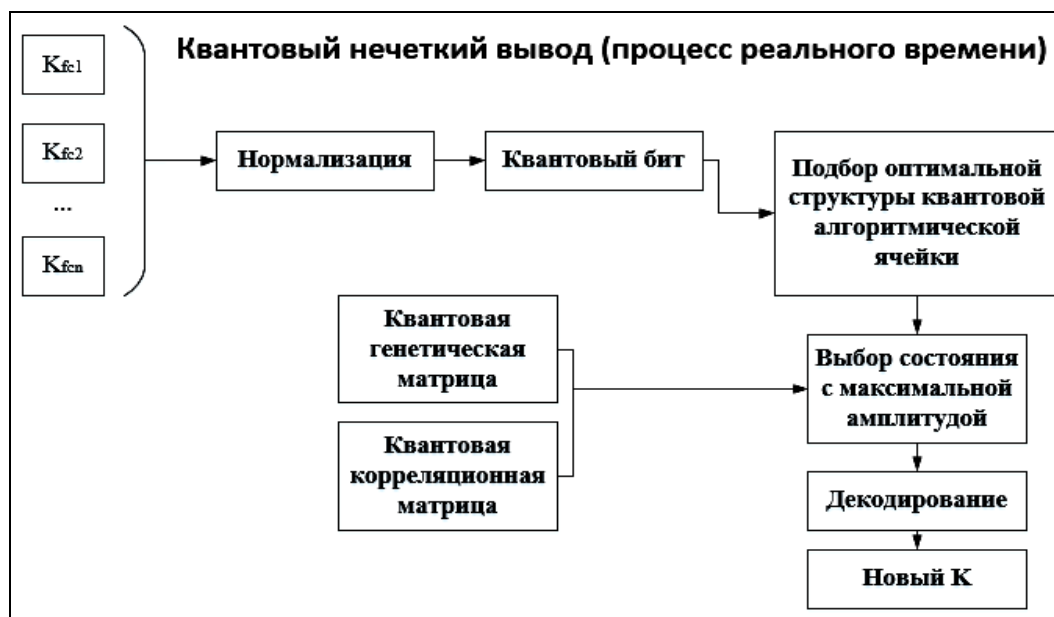 Квантовый нечеткий вывод (процесс реального времени)
Kfc1
Kfc2
...
Kfcn
Нормализация
Квантовый бит
Подбор оптимальной
структуры квантовой
алгоритмической
ячейки
Квантовая
генетическая
матрица
Квантовая
корреляционная
матрица
Выбор состояния
с максимальной
амплитудой
Декодирование
Новый K